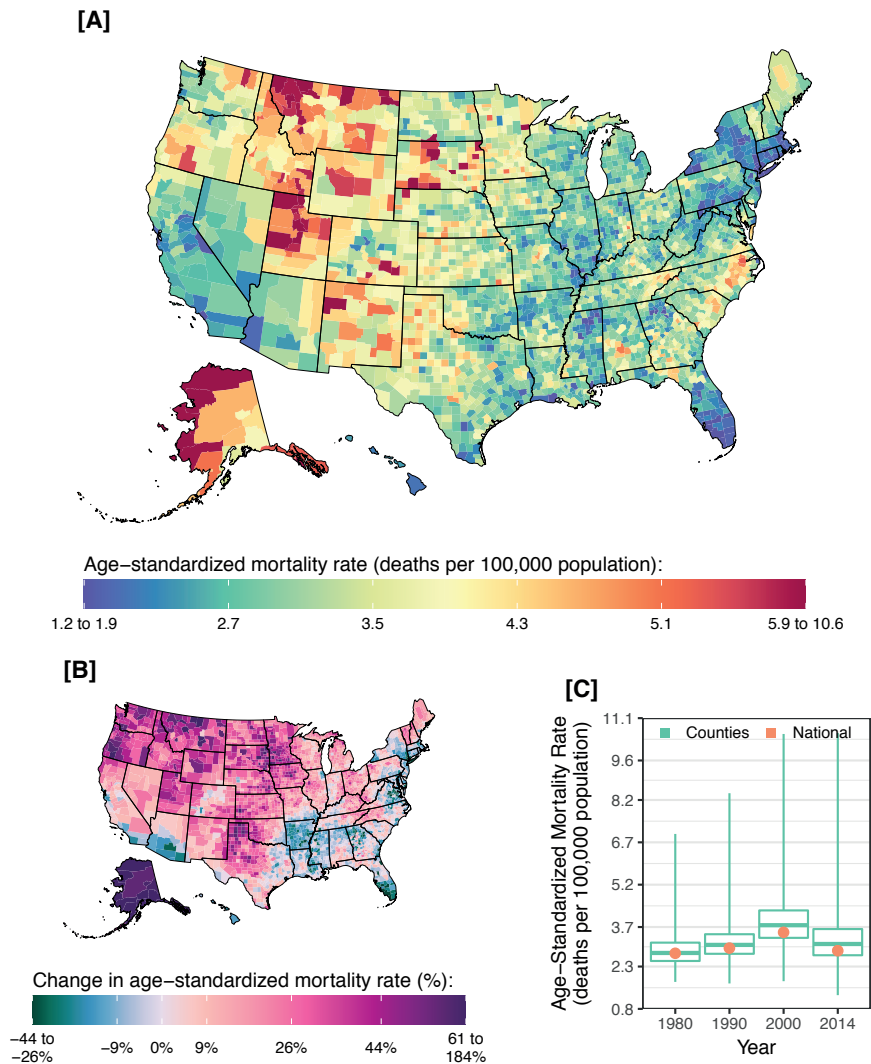 [A]
Age−standardized mortality rate (deaths per 100,000 population):
1.2 to 1.9 2.7 3.5 4.3 5.1 5.9 to 10.6
[B]
Change in age−standardized mortality rate (%):
−44 to −26% −9% 0% 9% 26% 44% 61 to 184%
[C]
Age−Standardized Mortality Rate
(deaths per 100,000 population)
11.1
9.6
8.2
6.7
5.2
3.7
2.3
0.8
Counties National
1980 1990 2000 2014
Year